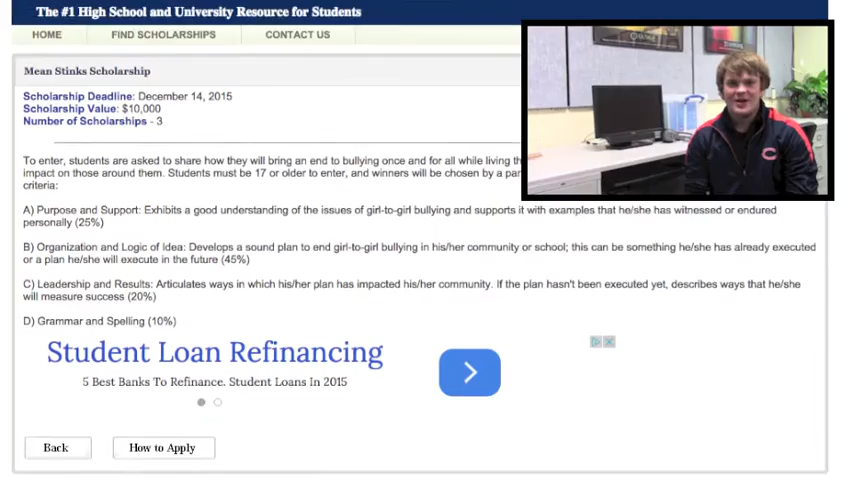 The #1 High School and University Resource for Students
HOME FIND SCHOLARSHIPS CONTACT US
Mean Stinks Scholarship
Scholarship Deadline: December 14, 2015
Scholarship Value: $10,000
Number of Scholarships - 3
To enter, students are asked to share how they will bring an end to bullying once and for all while living
impact on those around them. Students must be 17 or older to enter, and winners will be chosen by a
criteria:
A) Purpose and Support: Exhibits a good understanding of the issues of girl-to-girl bullying and supports it with examples that he/she has witnessed or endured
personally (25%)
B) Organization and Logic of Idea: Develops a sound plan to end girl-to-girl bullying in his/her community or school; this can be something he/she has already executed
or a plan he/she will execute in the future (45%)
C) Leadership and Results: Articulates ways in which his/her plan has impacted his/her community. If the plan hasn't been executed yet, describes ways that he/she
will measure success (20%)
D) Grammar and Spelling (10%)
Student Loan Refinancing
5 Best Banks To Refinance. Student Loans In 2015
Back How to Apply